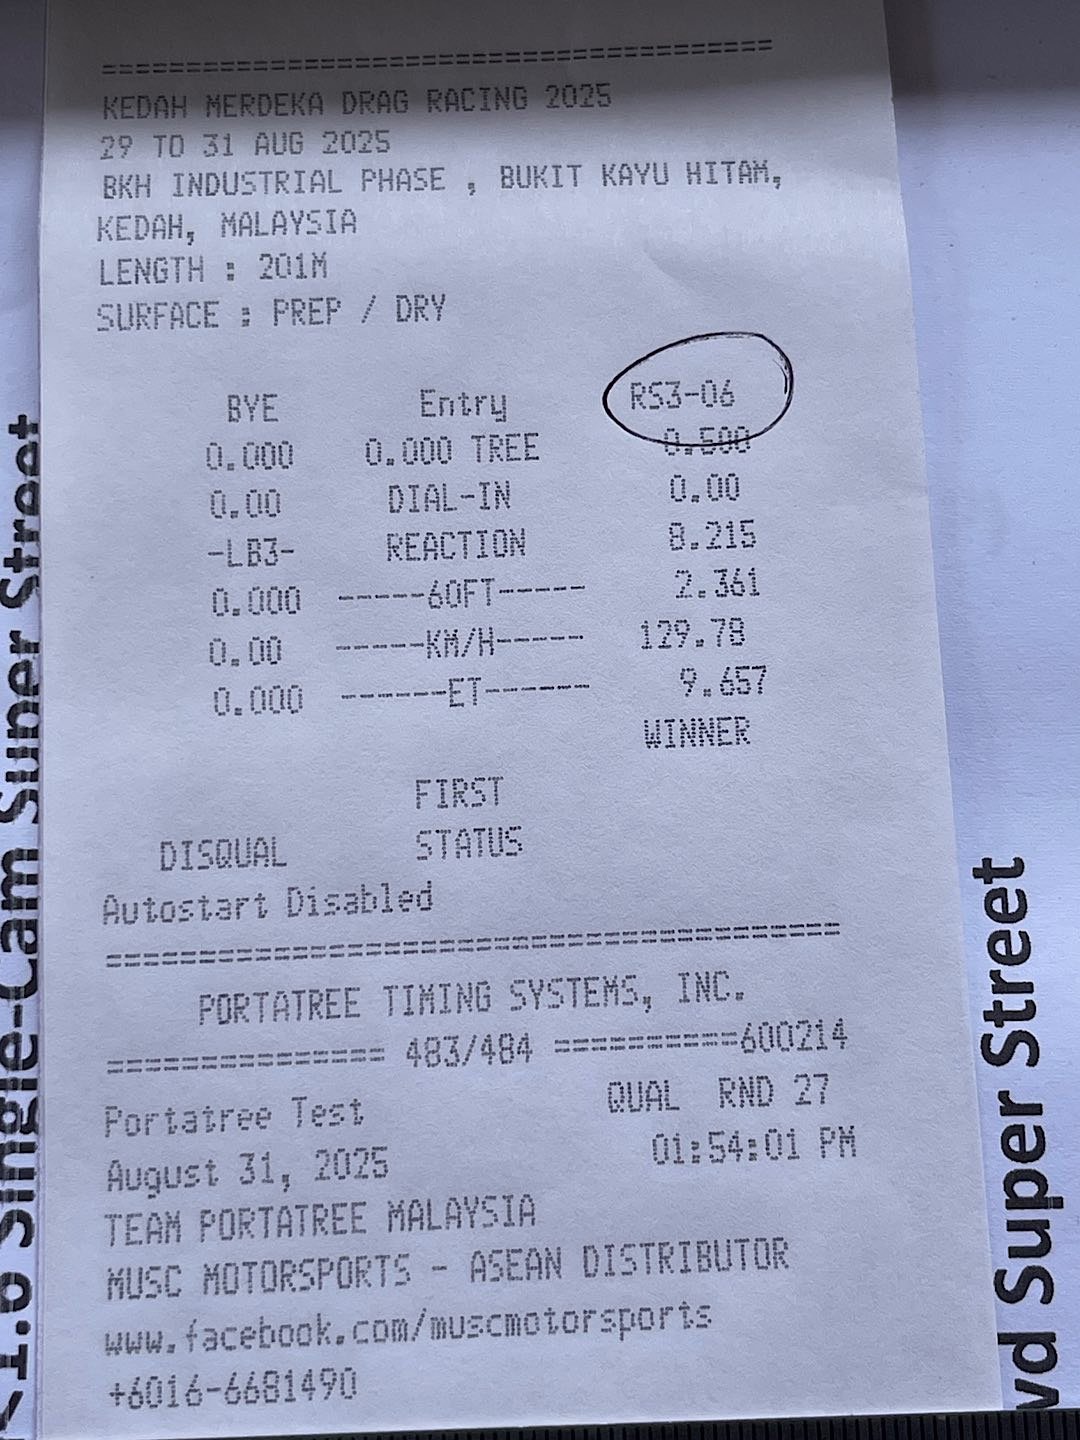 =======================================
KEDAH MERDEKA DRAG RACING 2025
29 TO 31 AUG 2025
BKH INDUSTRIAL PHASE , BUKIT KAYU HITAM,
KEDAH, MALAYSIA
LENGTH : 201M
SURFACE : PREP / DRY
BYE Entry RS3-06
0.000 0.000 TREE 0.500
0.00 DIAL-IN 0.00
-LB3- REACTION 8.215
0.000 -----60FT----- 2.361
0.00 -----KM/H----- 129.78
0.000 ------ET------ 9.657
WINNER
FIRST
DISQUAL STATUS
Autostart Disabled
=======================================
PORTATREE TIMING SYSTEMS, INC.
=============== 483/484 ==========600214
Portatree Test QUAL RND 27
August 31, 2025 01:54:01 PM
TEAM PORTATREE MALAYSIA
MUSC MOTORSPORTS - ASEAN DISTRIBUTOR
www.facebook.com/muscmotorsports
+6016-6681490
1.6 Single-Cam Super Street
Super Street